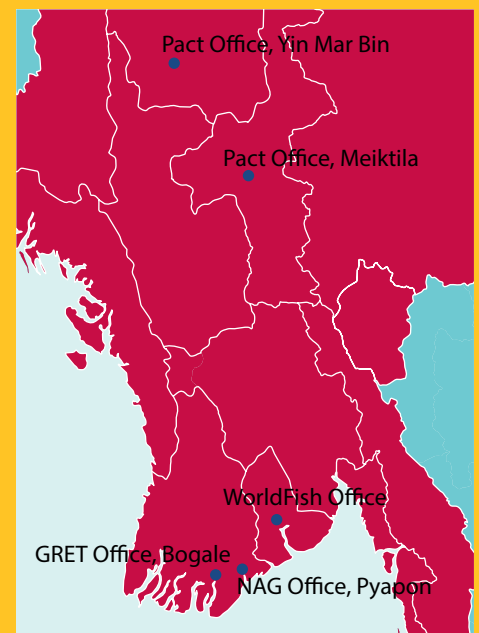 Pact Office, Yin Mar Bin
Pact Office, Meiktila
WorldFish Office
GRET Office, Bogale
NAG Office, Pyapon